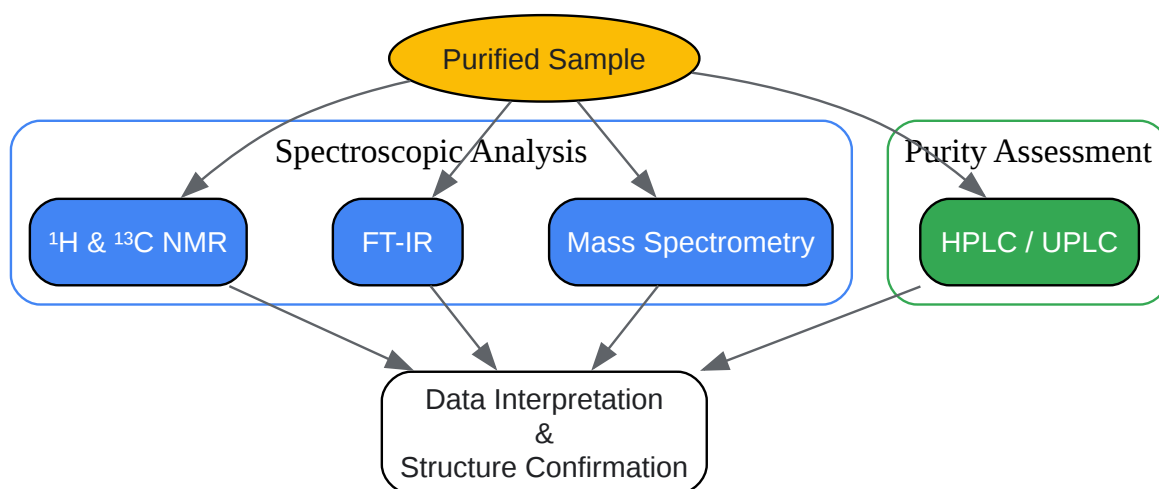 Purified Sample
Spectroscopic Analysis
Purity Assessment
¹H & ¹³C NMR
FT-IR
Mass Spectrometry
HPLC / UPLC
Data Interpretation
&
Structure Confirmation